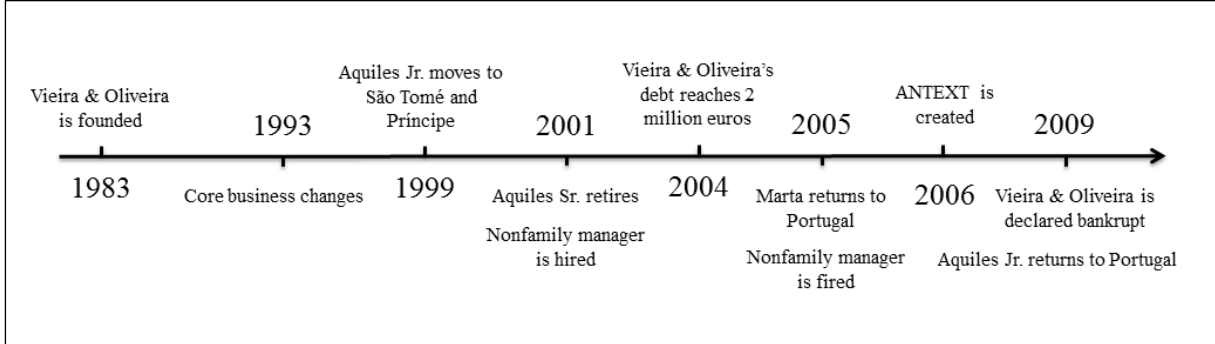 Vieira & Oliveira
is founded
1983
1993
Core business changes
Aquiles Jr. moves to
São Tomé and
Príncipe
1999
2001
Aquiles Sr. retires
Nonfamily manager
is hired
Vieira & Oliveira’s
debt reaches 2
million euros
2004
2005
Marta returns to
Portugal
Nonfamily manager
is fired
ANTEXT is
created
2006
2009
Vieira & Oliveira is
declared bankrupt
Aquiles Jr. returns to Portugal